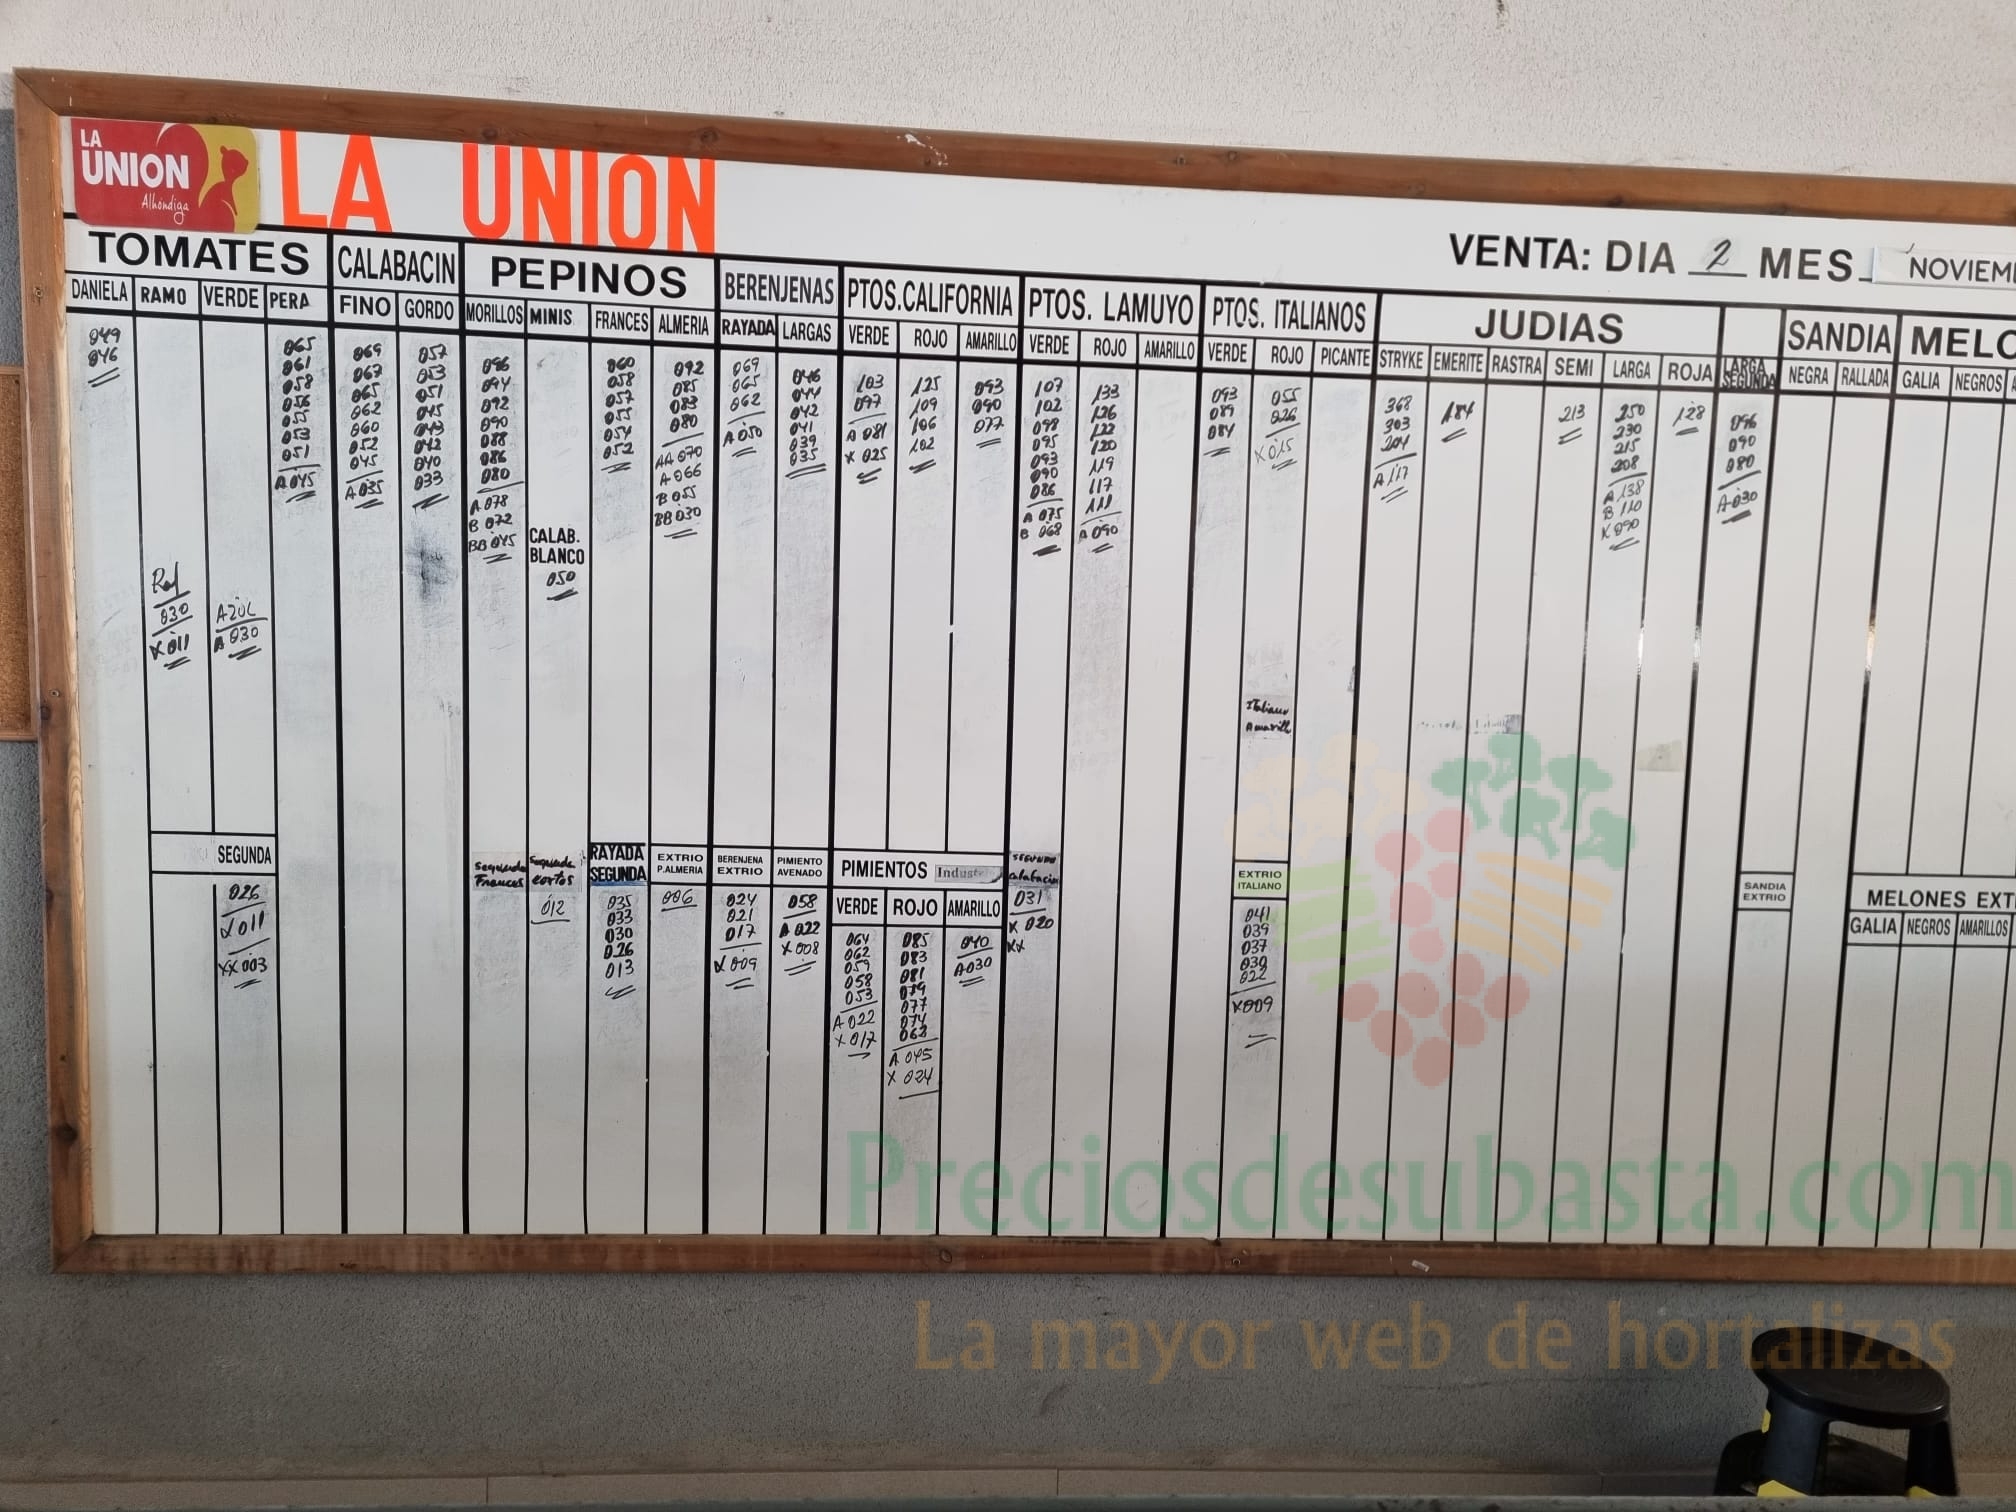 LA
UNION
Alhóndiga
LA UNION
VENTA: DIA 2 MES NOVIEM
TOMATES
DANIELA
049
046
RAMO
Ref
030
X 011
VERDE
AZUL
A 030
PERA
065
061
058
056
055
053
051
A 045
SEGUNDA
026
X 011
XX 003
CALABACIN
FINO
069
067
065
062
060
052
045
A 035
GORDO
057
053
051
045
043
042
040
033
PEPINOS
MORILLOS
096
094
092
090
088
086
080
A 078
B 072
BB 045
Segunda
Frances
MINIS
CALAB.
BLANCO
050
Segunda
cortos
012
FRANCES
060
058
057
055
054
052
RAYADA
SEGUNDA
035
033
030
026
013
ALMERIA
092
085
083
080
AA 070
A 066
B 055
BB 030
EXTRIO
P.ALMERIA
006
BERENJENAS
RAYADA
069
065
062
A 050
BERENJENA
EXTRIO
024
021
017
X 009
LARGAS
046
044
042
041
039
035
PIMIENTO
AVENADO
058
A 022
X 008
PTOS.CALIFORNIA
VERDE
103
097
A 081
X 025
ROJO
125
109
106
102
AMARILLO
093
090
077
PIMIENTOS Indust
VERDE
064
062
059
058
053
A 022
X 017
ROJO
085
083
081
079
077
074
062
A 045
X 024
AMARILLO
040
A 030
PTOS. LAMUYO
VERDE
107
102
098
095
093
090
086
A 075
B 068
SEGUNDO
calabacin
031
X 020
XX
ROJO
133
126
122
120
119
117
111
A 090
AMARILLO
PTOS. ITALIANOS
VERDE
093
089
084
ROJO
055
026
X 015
Italiano
Amarillo
EXTRIO
ITALIANO
041
039
037
030
022
X 009
PICANTE
JUDIAS
STRYKE
368
303
204
A 117
EMERITE
184
RASTRA
SEMI
213
LARGA
250
230
215
208
A 138
B 110
X 090
ROJA
128
LARGA
SEGUNDA
096
090
080
A 030
SANDIA
NEGRA
RALLADA
SANDIA
EXTRIO
MELO
GALIA
NEGROS
MELONES EXT
GALIA
NEGROS
AMARILLOS
Preciosdesubasta.com
La mayor web de hortalizas